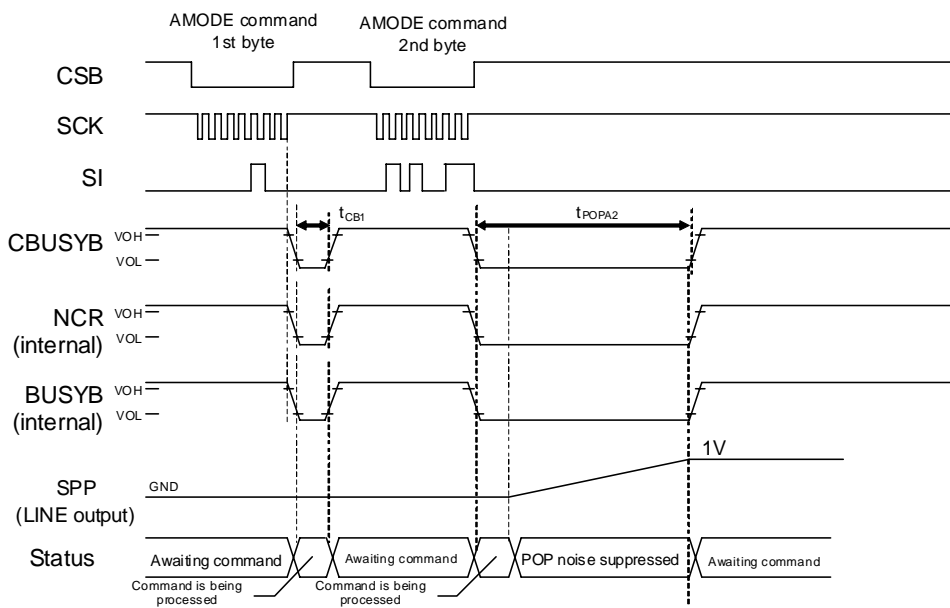 AMODE command
1st byte
AMODE command
2nd byte
CSB
SCK
SI
tCB1
tPOPA2
CBUSYB
VOH
VOL
NCR
(internal)
VOH
VOL
BUSYB
(internal)
VOH
VOL
1V
SPP
(LINE output)
GND
Status
Awaiting command
Awaiting command
POP noise suppressed
Awaiting command
Command is being
processed
Command is being
processed